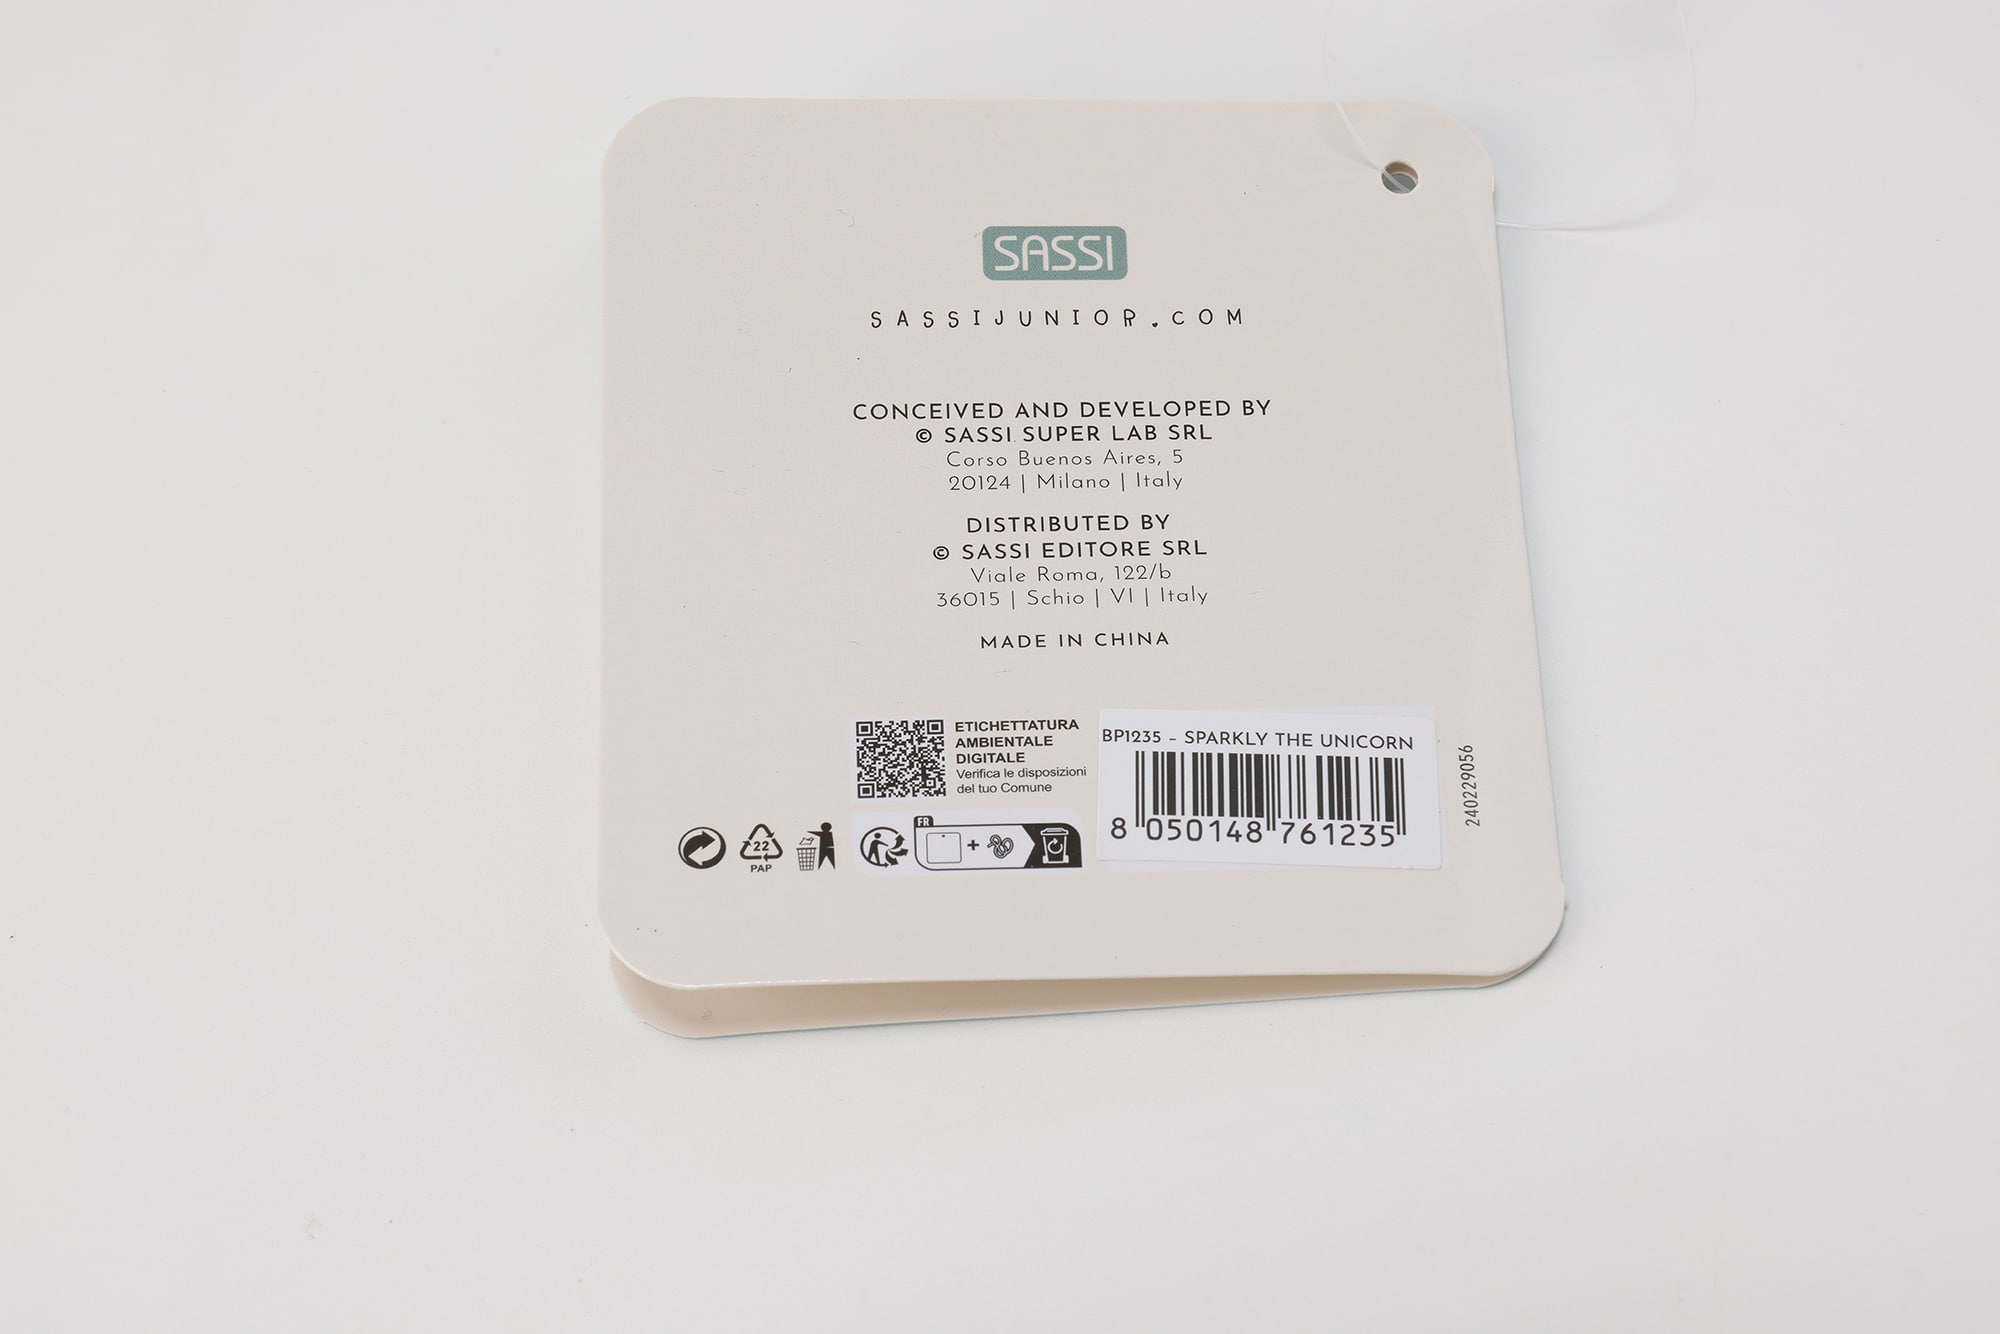 SASSI
SASSIJUNIOR.COM
CONCEIVED AND DEVELOPED BY
© SASSI SUPER LAB SRL
Corso Buenos Aires, 5
20124 | Milano | Italy
DISTRIBUTED BY
© SASSI EDITORE SRL
Viale Roma, 122/b
36015 | Schio | VI | Italy
MADE IN CHINA
ETICHETTATURA
AMBIENTALE
DIGITALE
Verifica le disposizioni
del tuo Comune
BP1235 - SPARKLY THE UNICORN
8 050148 761235
240229056
22
PAP
FR
+